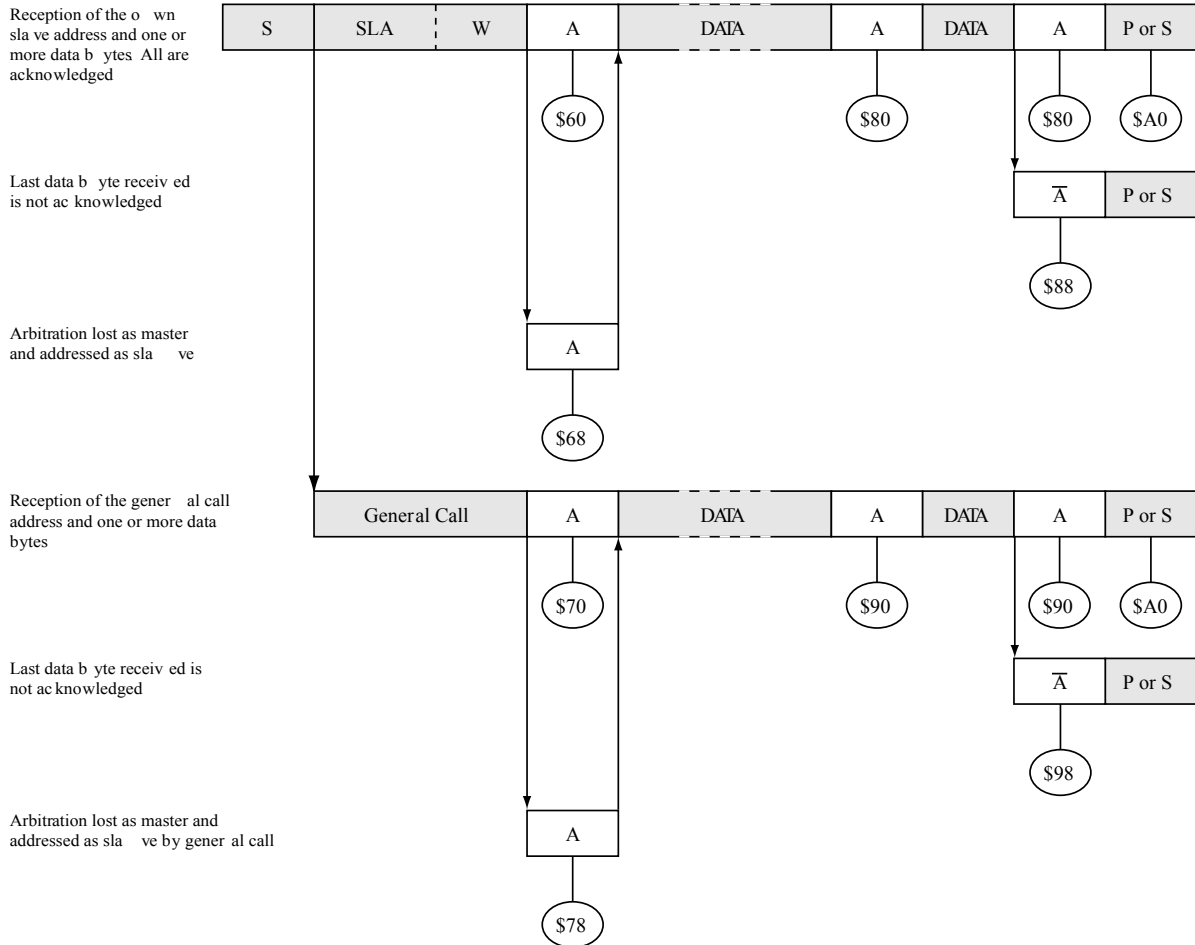 Reception of the o wn
sla ve address and one or
more data b ytes. All are
acknowledged
S SLA W A DATA A DATA A P or S
$60 $80 $80 $A0
Last data b yte receiv ed
is not ac knowledged
A̅ P or S
$88
Arbitration lost as master
and addressed as sla ve
A
$68
Reception of the gener al call
address and one or more data
bytes
General Call A DATA A DATA A P or S
$70 $90 $90 $A0
Last data b yte receiv ed is
not ac knowledged
A̅ P or S
$98
Arbitration lost as master and
addressed as sla ve by gener al call
A
$78